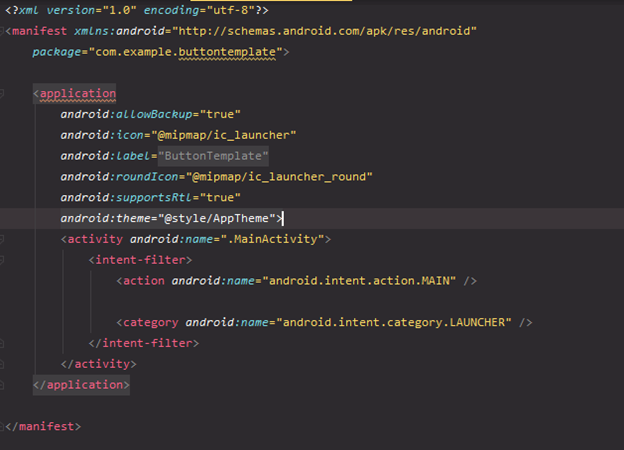 <?xml version="1.0" encoding="utf-8"?>
<manifest xmlns:android="http://schemas.android.com/apk/res/android"
    package="com.example.buttontemplate">

    <application
        android:allowBackup="true"
        android:icon="@mipmap/ic_launcher"
        android:label="ButtonTemplate"
        android:roundIcon="@mipmap/ic_launcher_round"
        android:supportsRtl="true"
        android:theme="@style/AppTheme">
        <activity android:name=".MainActivity">
            <intent-filter>
                <action android:name="android.intent.action.MAIN" />

                <category android:name="android.intent.category.LAUNCHER" />
            </intent-filter>
        </activity>
    </application>

</manifest>